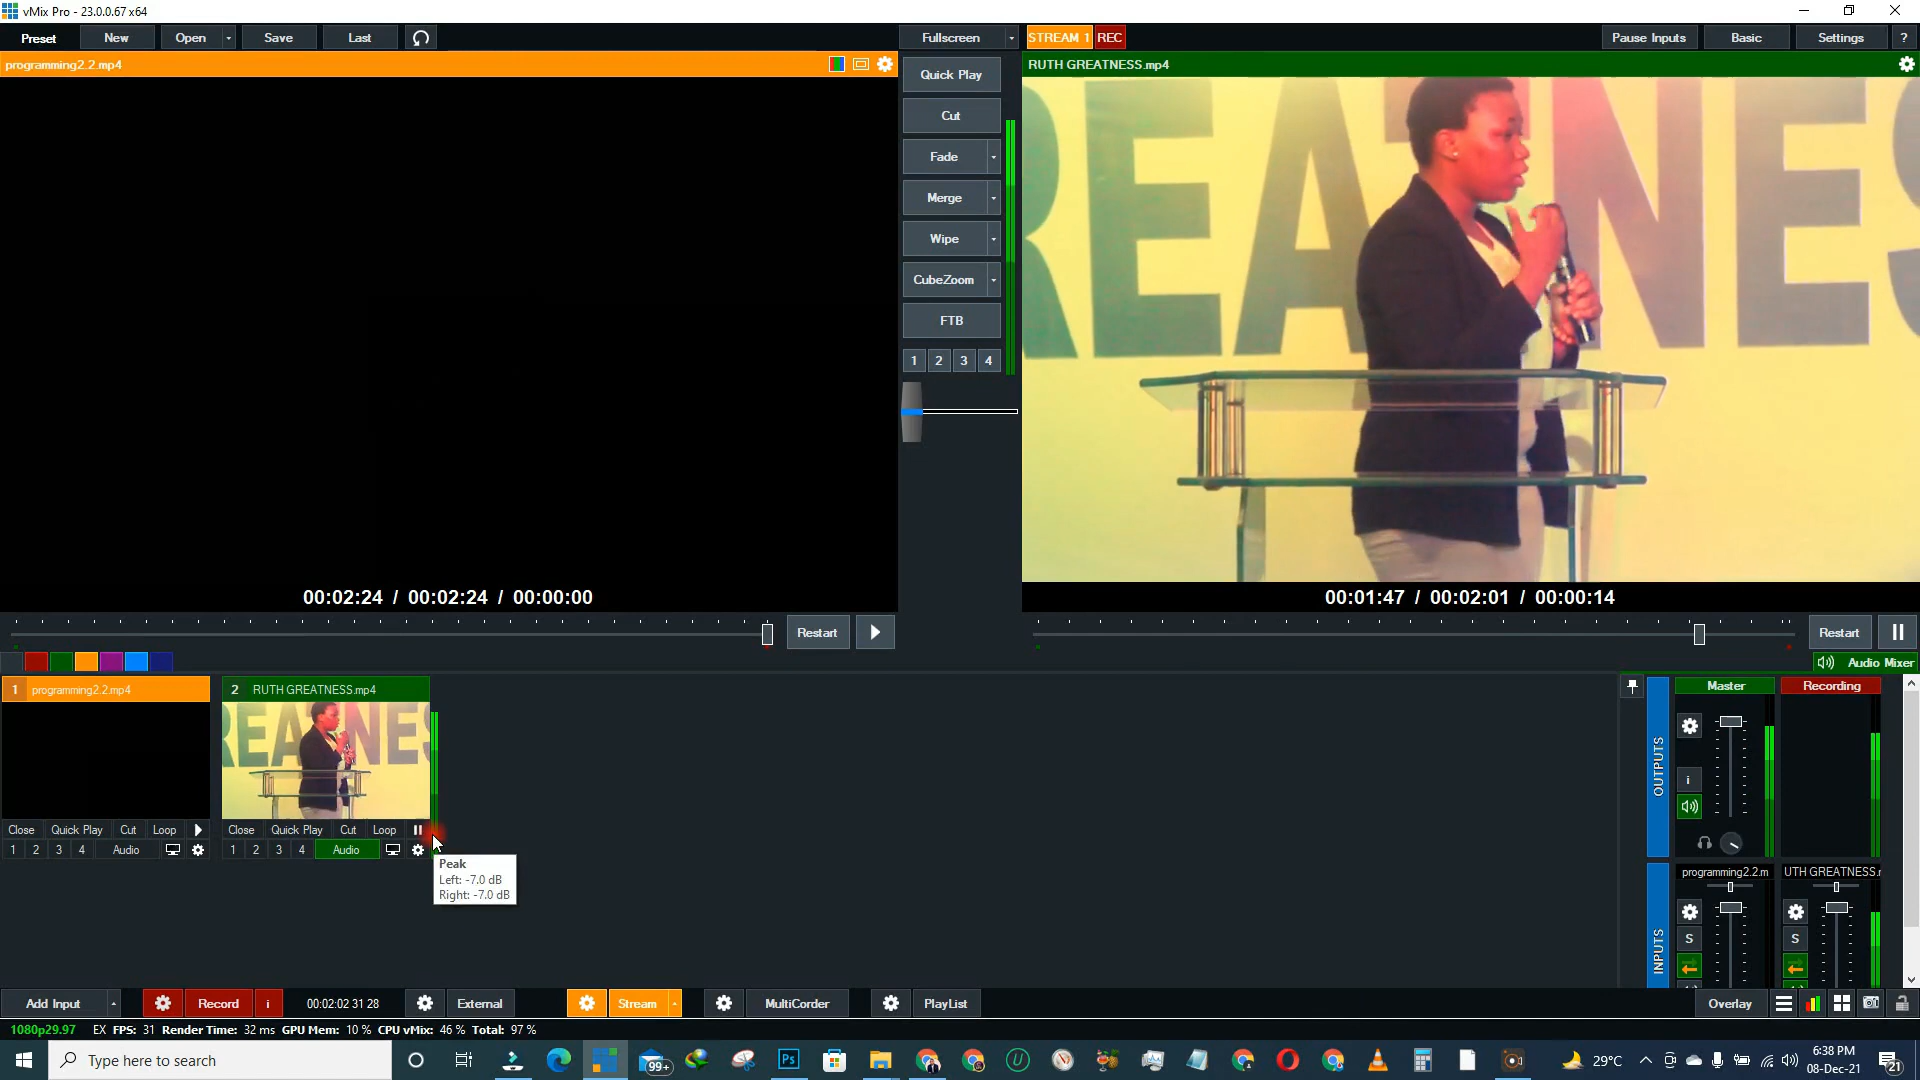 vMix Pro - 23.0.0.67 x64
Preset New Open Save Last Fullscreen STREAM 1 REC Pause Inputs Basic Settings ?
programming2.2.mp4
RUTH GREATNESS.mp4
Quick Play
Cut
Fade
Merge
Wipe
CubeZoom
FTB
1 2 3 4
REATNES
00:02:24 / 00:02:24 / 00:00:00
00:01:47 / 00:02:01 / 00:00:14
Restart
Restart
Audio Mixer
1 programming2.2.mp4
2 RUTH GREATNESS.mp4
Master Recording
REA NES
OUTPUTS
i
Close Quick Play Cut Loop
Close Quick Play Cut Loop
1 2 3 4 Audio
1 2 3 4 Audio
Peak
Left: -7.0 dB
Right: -7.0 dB
programming2.2.m UTH GREATNESS.r
INPUTS
S S
Add Input Record i 00:02:02 31 28 External Stream MultiCorder PlayList Overlay
1080p29.97 EX FPS: 31 Render Time: 32 ms GPU Mem: 10 % CPU vMix: 46 % Total: 97 %
Type here to search
99+
Ps
29°C
6:38 PM
08-Dec-21
21